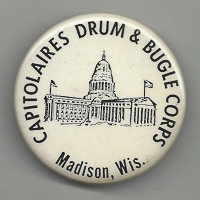 CAPITOLAIRES DRUM & BUGLE CORPS
Madison, Wis.